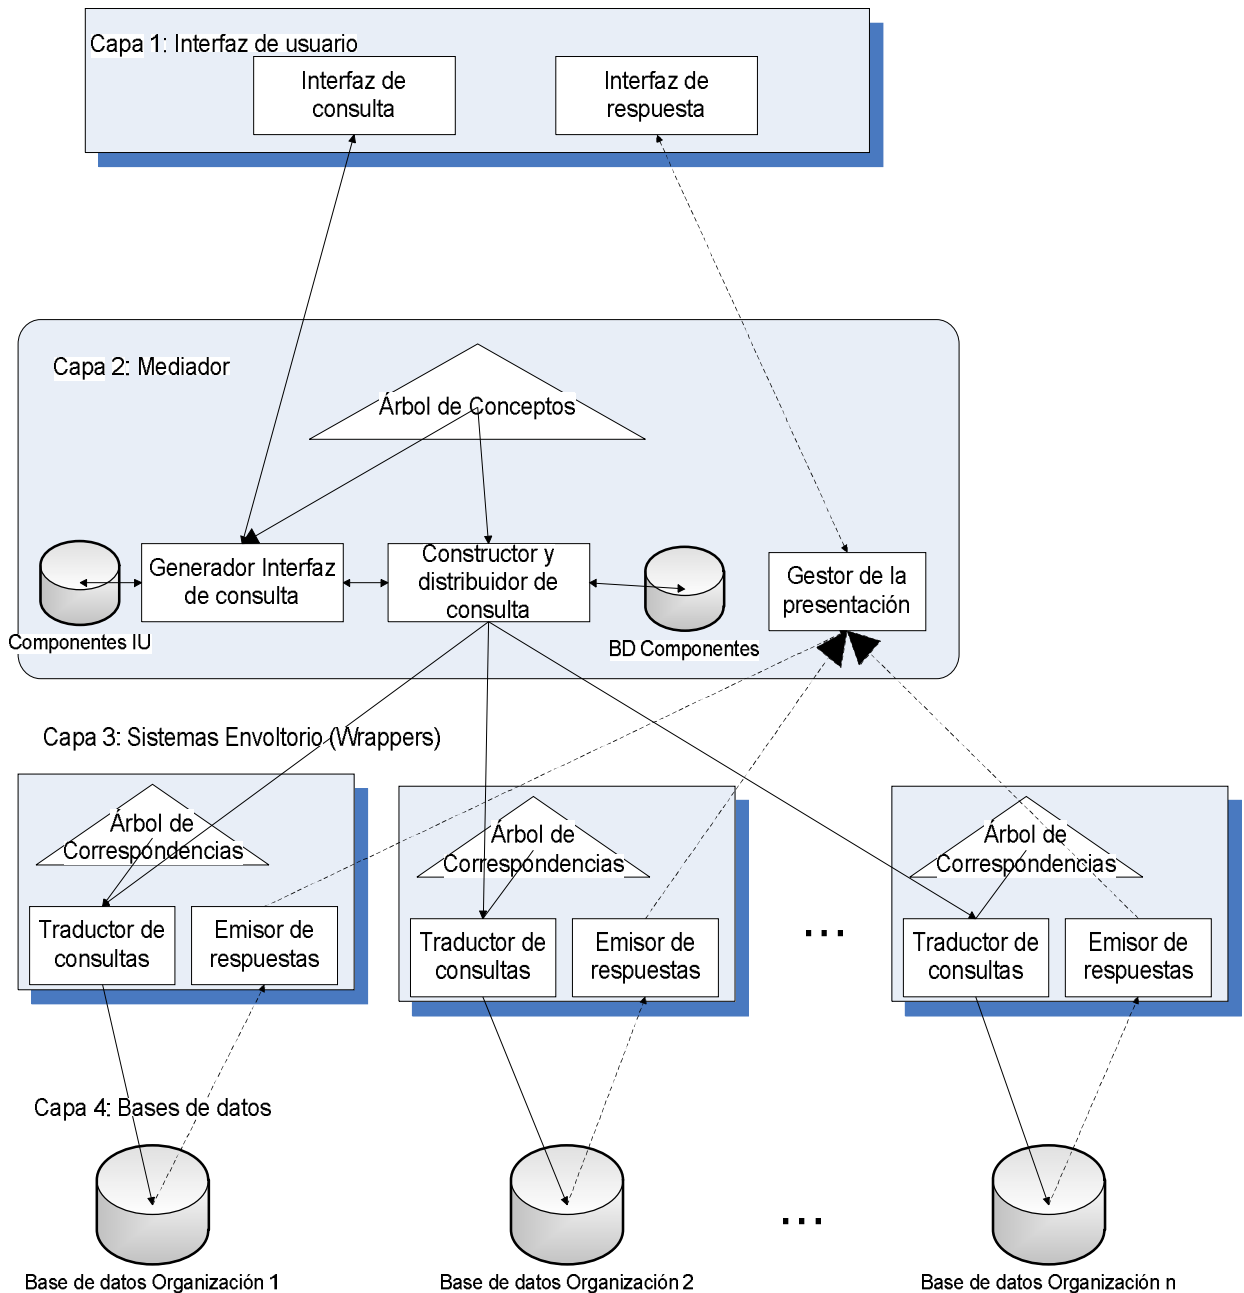 Capa 1: Interfaz de usuario
Interfaz de
consulta
Interfaz de
respuesta
Capa 2: Mediador
Árbol de Conceptos
Generador Interfaz
de consulta
Constructor y
distribuidor de
consulta
Gestor de la
presentación
Componentes IU
BD Componentes
Capa 3: Sistemas Envoltorio (Wrappers)
Árbol de
Correspondencias
Traductor de
consultas
Emisor de
respuestas
Árbol de
Correspondencias
Traductor de
consultas
Emisor de
respuestas
...
Árbol de
Correspondencias
Traductor de
consultas
Emisor de
respuestas
Capa 4: Bases de datos
...
Base de datos Organización 1
Base de datos Organización 2
Base de datos Organización n